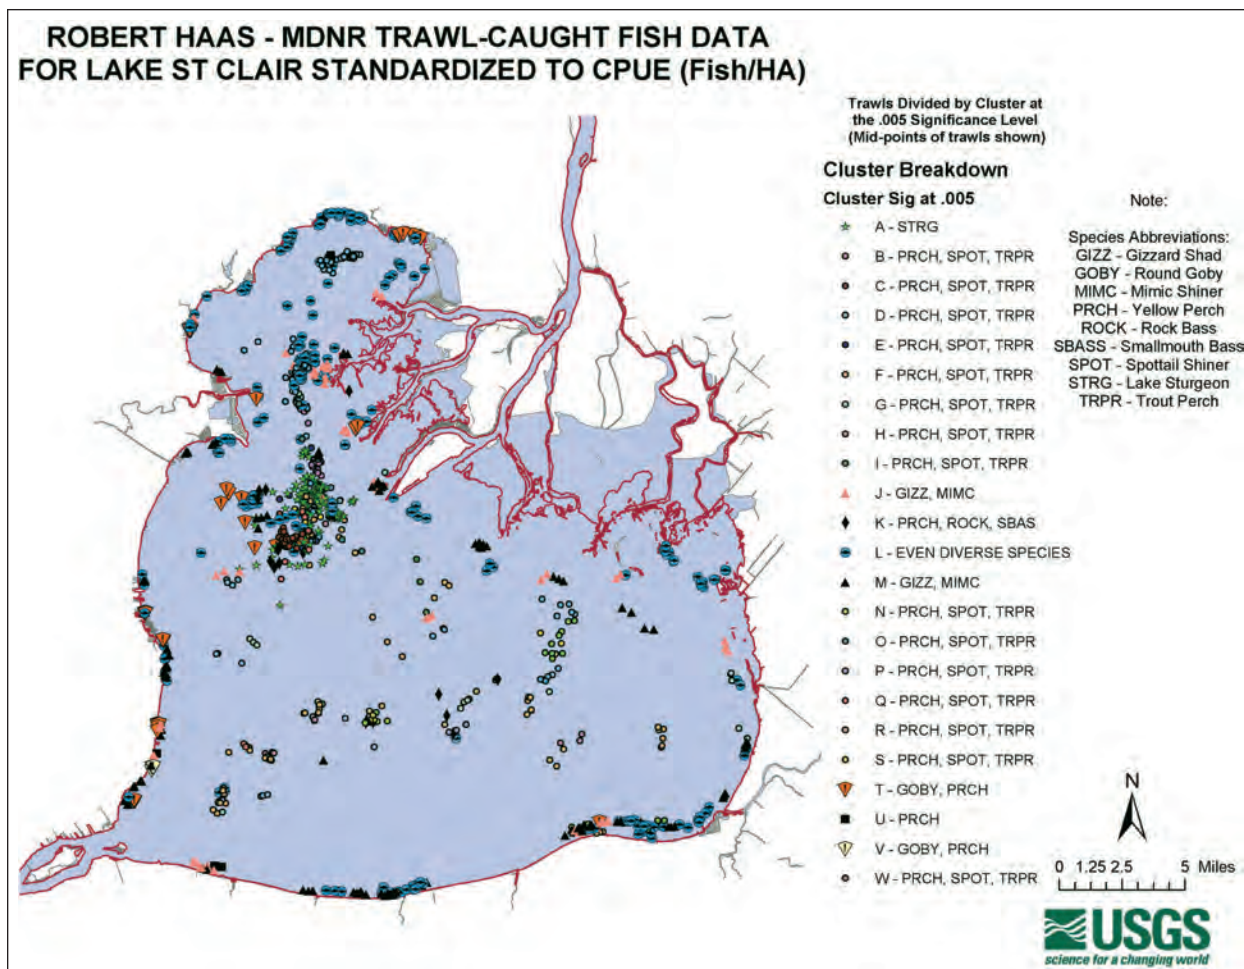 ROBERT HAAS - MDNR TRAWL-CAUGHT FISH DATA
FOR LAKE ST CLAIR STANDARDIZED TO CPUE (Fish/HA)
Trawls Divided by Cluster at
the .005 Significance Level
(Mid-points of trawls shown)
Cluster Breakdown
Cluster Sig at .005
A - STRG
B - PRCH, SPOT, TRPR
C - PRCH, SPOT, TRPR
D - PRCH, SPOT, TRPR
E - PRCH, SPOT, TRPR
F - PRCH, SPOT, TRPR
G - PRCH, SPOT, TRPR
H - PRCH, SPOT, TRPR
I - PRCH, SPOT, TRPR
J - GIZZ, MIMC
K - PRCH, ROCK, SBAS
L - EVEN DIVERSE SPECIES
M - GIZZ, MIMC
N - PRCH, SPOT, TRPR
O - PRCH, SPOT, TRPR
P - PRCH, SPOT, TRPR
Q - PRCH, SPOT, TRPR
R - PRCH, SPOT, TRPR
S - PRCH, SPOT, TRPR
T - GOBY, PRCH
U - PRCH
V - GOBY, PRCH
W - PRCH, SPOT, TRPR
Note:
Species Abbreviations:
GIZZ - Gizzard Shad
GOBY - Round Goby
MIMC - Mimic Shiner
PRCH - Yellow Perch
ROCK - Rock Bass
SBASS - Smallmouth Bass
SPOT - Spottail Shiner
STRG - Lake Sturgeon
TRPR - Trout Perch
N
0 1.25 2.5 5 Miles
USGS
science for a changing world